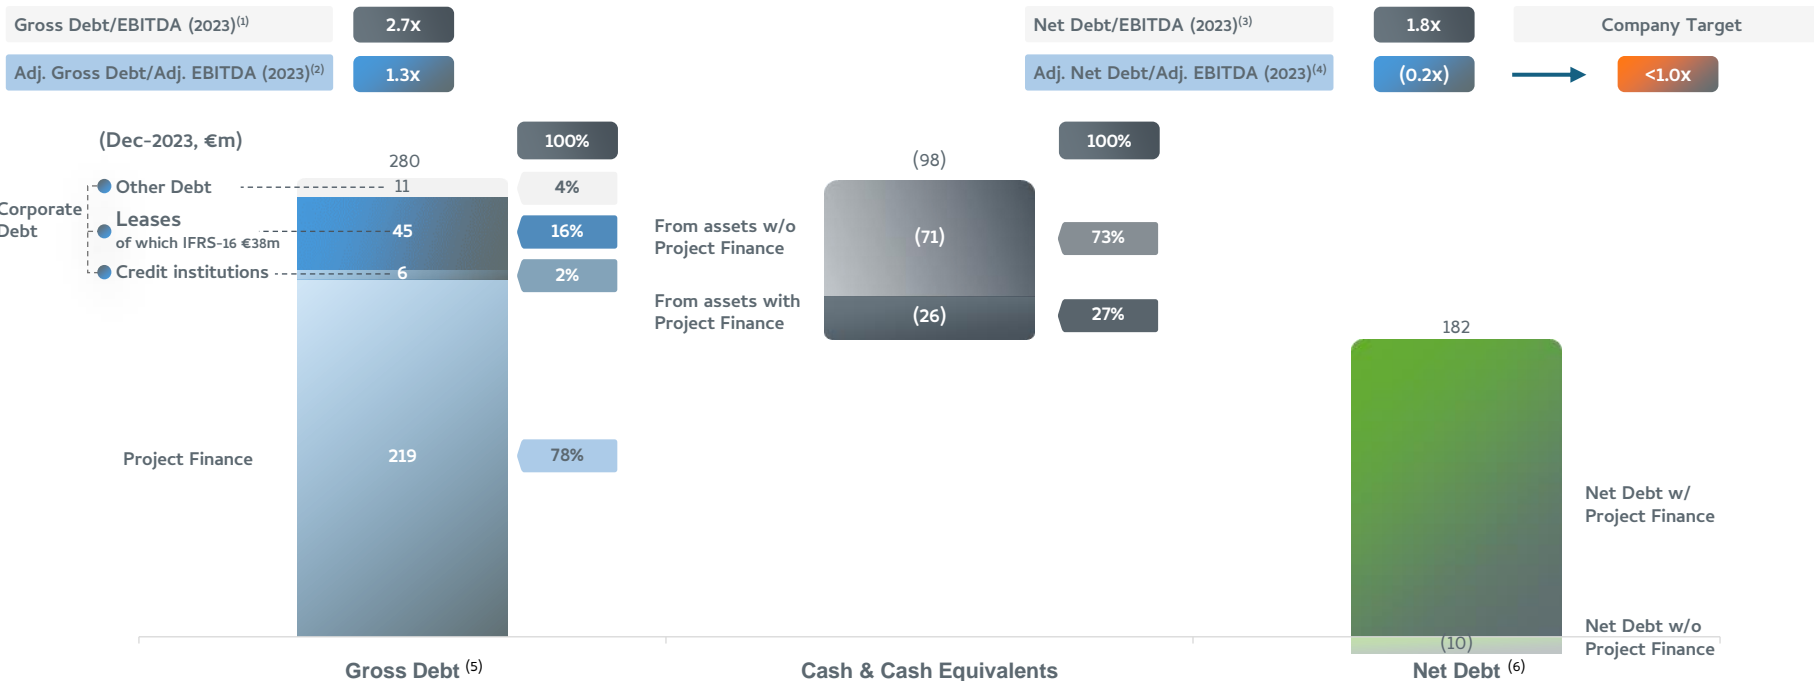 Gross Debt/EBITDA (2023)(1)
2.7x
Adj. Gross Debt/Adj. EBITDA (2023)(2)
1.3x
Net Debt/EBITDA (2023)(3)
1.8x
Company Target
Adj. Net Debt/Adj. EBITDA (2023)(4)
(0.2x)
<1.0x
(Dec-2023, €m)
280
100%
Other Debt
11
4%
Corporate
Debt
Leases
of which IFRS-16 €38m
45
16%
Credit institutions
6
2%
Project Finance
219
78%
Gross Debt (5)
(98)
100%
From assets w/o
Project Finance
(71)
73%
From assets with
Project Finance
(26)
27%
Cash & Cash Equivalents
182
Net Debt w/
Project Finance
Net Debt w/o
Project Finance
(10)
Net Debt (6)